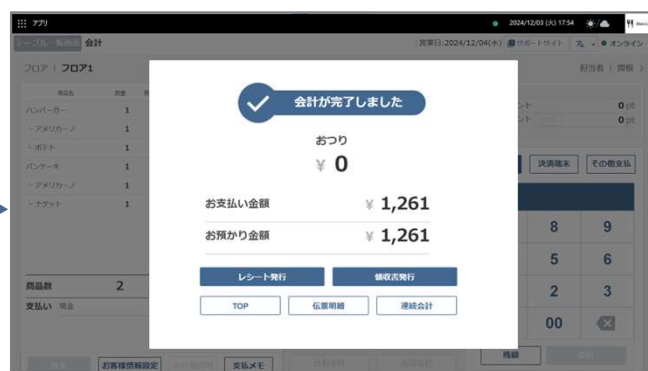 アプリ
2024/12/03 (火) 17:54
会計
営業日:2024/12/04(水)
サポートサイト
オンライン
フロア | フロア1
担当者
商品名
数量
ハンバーガー 1
└ アメリカーノ 1
└ ポテト 1
パンケーキ 1
└ アメリカーノ 1
└ ナゲット 1
商品数 2
支払い 現金
お客様情報設定
支払メモ
会計が完了しました
おつり
¥ 0
お支払い金額 ¥ 1,261
お預かり金額 ¥ 1,261
レシート発行
領収書発行
TOP
伝票明細
連続会計
0 pt
0 pt
決済端末
その他支払
8 9
5 6
2 3
00
残額